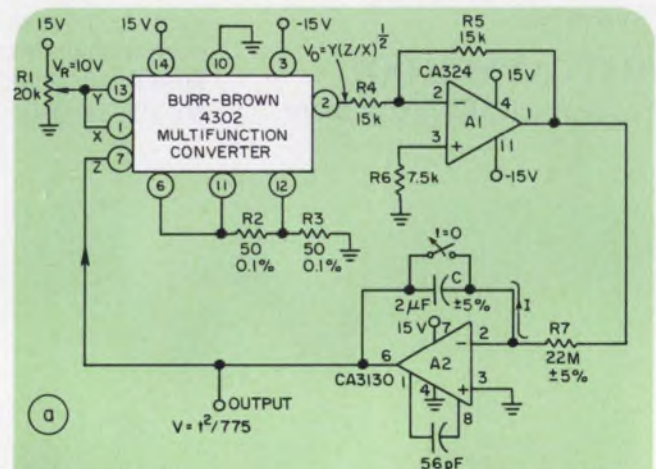 15V
R1
20k
V_R=10V
15V
-15V
14
10
3
13
Y
1
X
7
Z
BURR-BROWN
4302
MULTIFUNCTION
CONVERTER
2
6
11
12
R2
50
0.1%
R3
50
0.1%
V_O=Y(Z/X)^1/2
R4
15k
R5
15k
CA324
15V
2
4
A1
1
3
11
-15V
R6
7.5k
t=0
C
2μF
±5%
I
15V
7
2
R7
22M
±5%
6
A2
CA3130
1
4
3
8
56pF
OUTPUT
V=t²/775
a